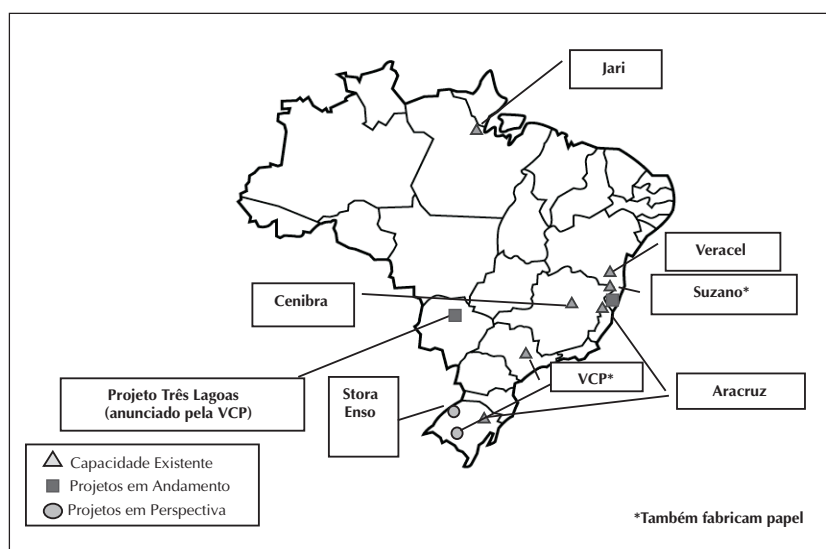 Jari
Veracel
Suzano*
Cenibra
VCP*
Aracruz
Projeto Três Lagoas
(anunciado pela VCP)
Stora
Enso
Capacidade Existente
Projetos em Andamento
Projetos em Perspectiva
*Também fabricam papel